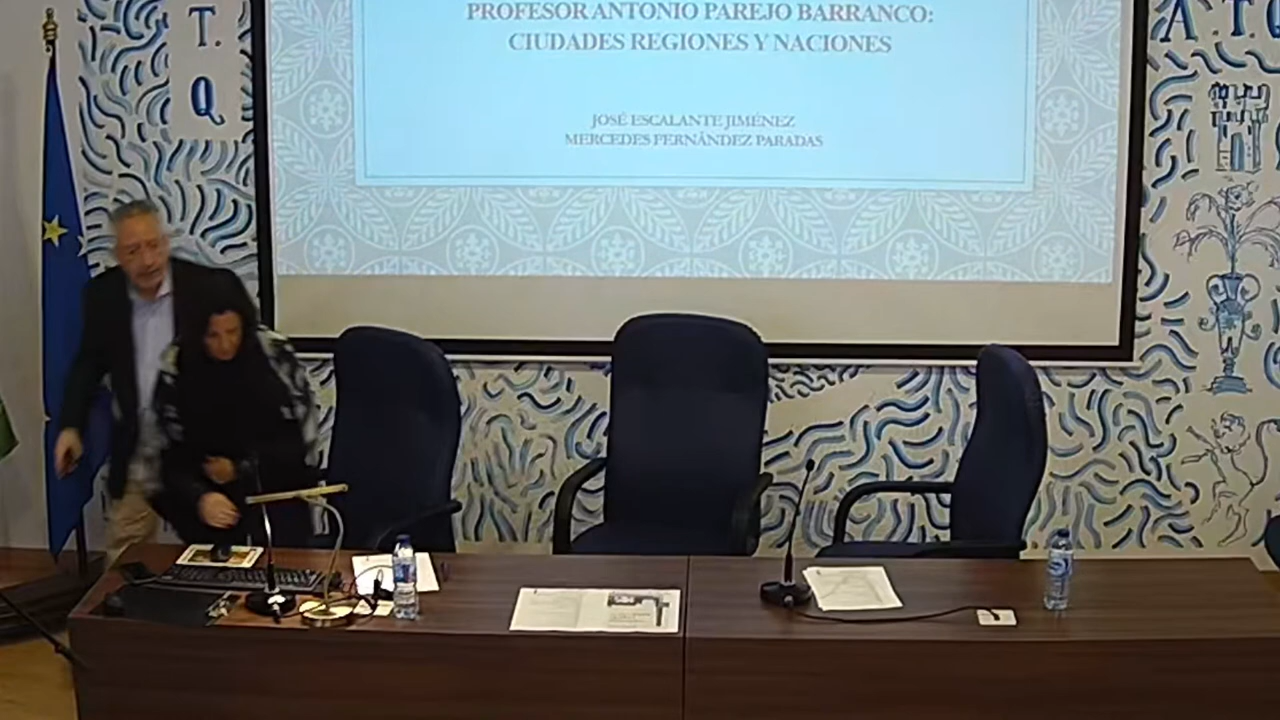 PROFESOR ANTONIO PAREJO BARRANCO:
CIUDADES REGIONES Y NACIONES
JOSÉ ESCALANTE JIMÉNEZ
MERCEDES FERNÁNDEZ PARADAS
T.
Q
A.T.Q